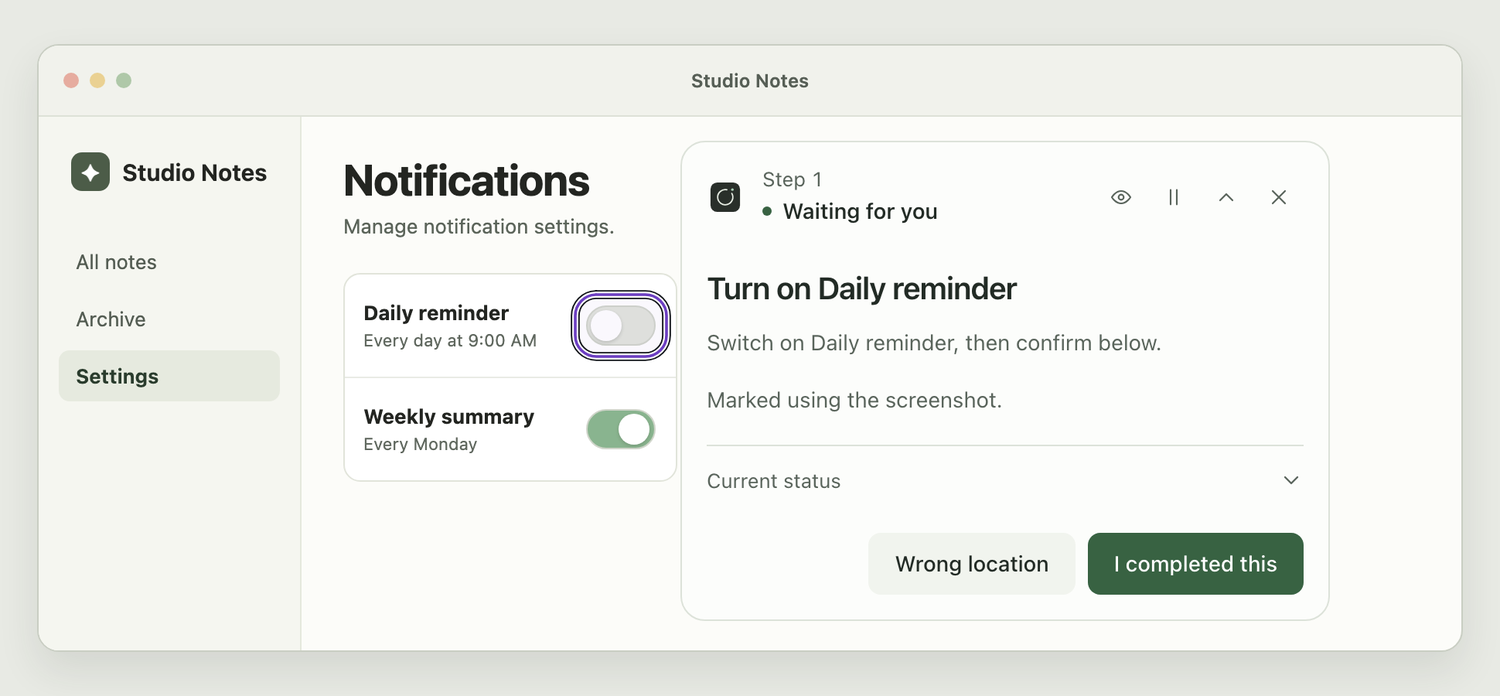 Studio Notes
Studio Notes
All notes
Archive
Settings
Notifications
Manage notification settings.
Daily reminder
Every day at 9:00 AM
Weekly summary
Every Monday
Step 1
Waiting for you
Turn on Daily reminder
Switch on Daily reminder, then confirm below.
Marked using the screenshot.
Current status
Wrong location
I completed this